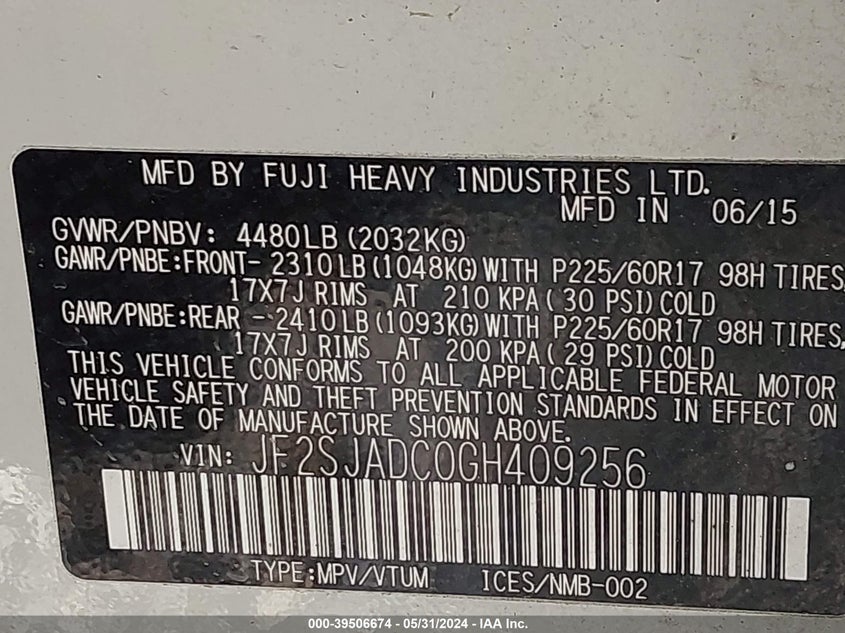 MFD BY FUJI HEAVY INDUSTRIES LTD.
MFD IN 06/15
GVWR/PNBV: 4480LB (2032KG)
GAWR/PNBE:FRONT- 2310LB (1048KG) WITH P225/60R17 98H TIRES,
17X7J RIMS AT 210 KPA( 30 PSI) COLD
GAWR/PNBE:REAR - 2410LB (1093KG) WITH P225/60R17 98H TIRES,
17X7J RIMS AT 200 KPA( 29 PSI) COLD
THIS VEHICLE CONFORMS TO ALL APPLICABLE FEDERAL MOTOR
VEHICLE SAFETY AND THEFT PREVENTION STANDARDS IN EFFECT ON
THE DATE OF MANUFACTURE SHOWN ABOVE.
VIN: JF2SJADC0GH409256
TYPE:MPV/VTUM ICES/NMB-002
000-39506674 - 05/31/2024 - IAA Inc.